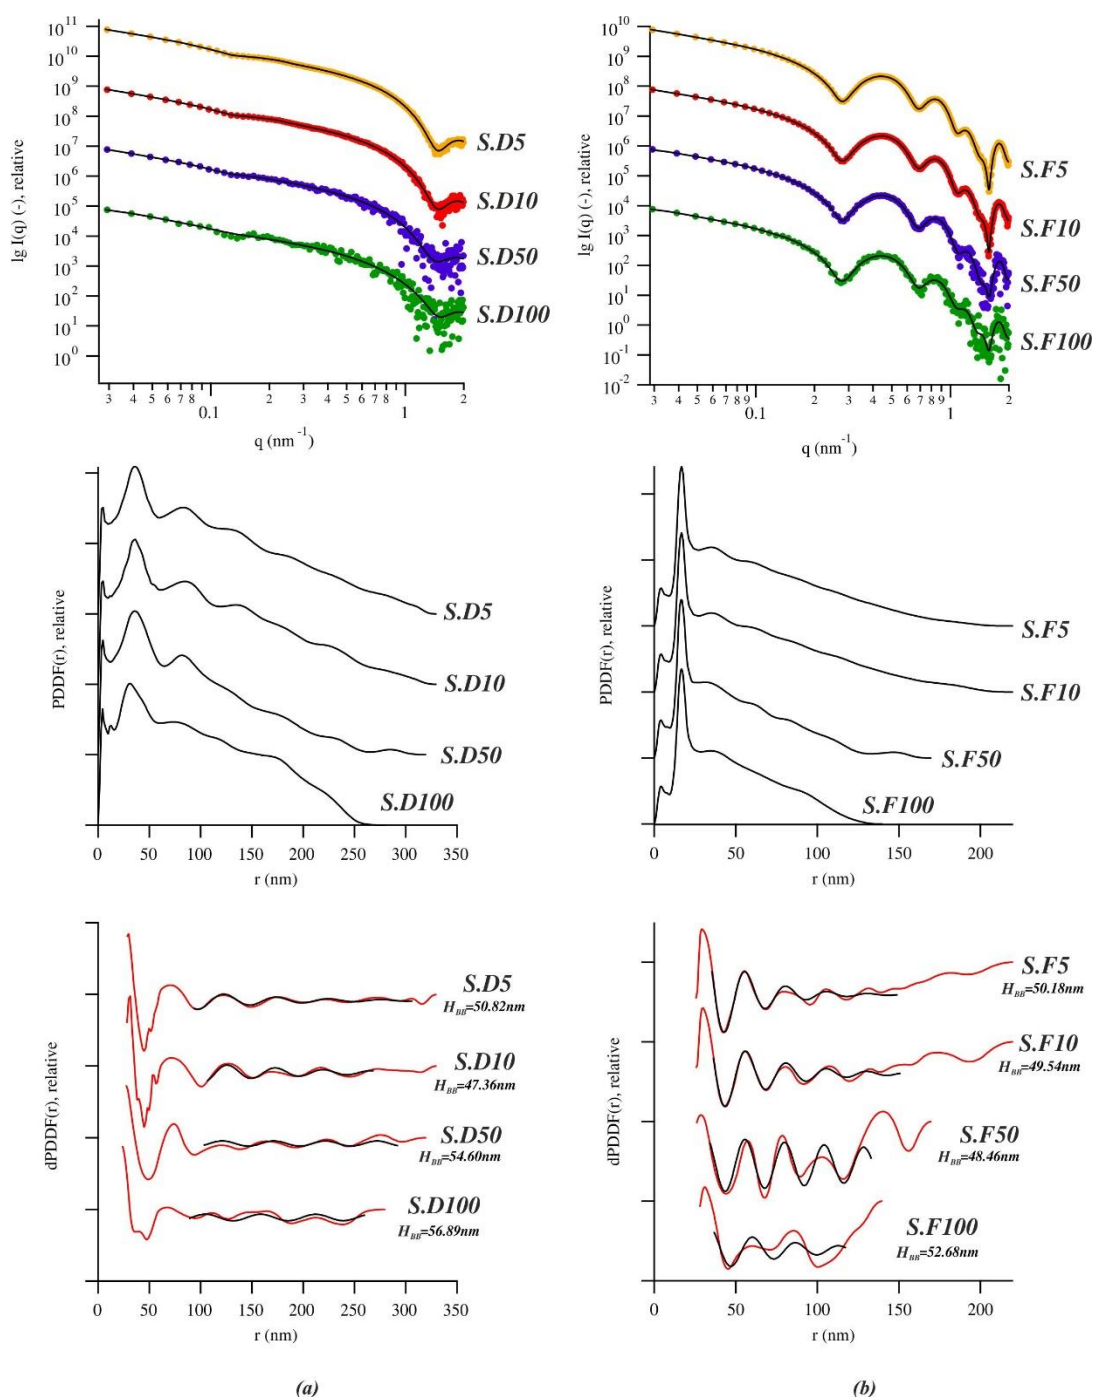 10^11
10^10
10^9
10^8
10^7
10^6
10^5
10^4
10^3
10^2
10^1
10^0
lg I(q) (-), relative
S.D5
S.D10
S.D50
S.D100
3 4 5 6 7 8 0.1 2 3 4 5 6 7 8 1 2
q (nm^-1)
10^10
10^9
10^8
10^7
10^6
10^5
10^4
10^3
10^2
10^1
10^0
10^-1
10^-2
lg I(q) (-), relative
S.F5
S.F10
S.F50
S.F100
3 4 5 6 7 8 9 0.1 2 3 4 5 6 7 8 9 1 2
q (nm^-1)
PDDF(r), relative
S.D5
S.D10
S.D50
S.D100
0 50 100 150 200 250 300 350
r (nm)
PDDF(r), relative
S.F5
S.F10
S.F50
S.F100
0 50 100 150 200
r (nm)
dPDDF(r), relative
S.D5
H_BB=50.82nm
S.D10
H_BB=47.36nm
S.D50
H_BB=54.60nm
S.D100
H_BB=56.89nm
0 50 100 150 200 250 300 350
r (nm)
dPDDF(r), relative
S.F5
H_BB=50.18nm
S.F10
H_BB=49.54nm
S.F50
H_BB=48.46nm
S.F100
H_BB=52.68nm
0 50 100 150 200
r (nm)
(a)
(b)